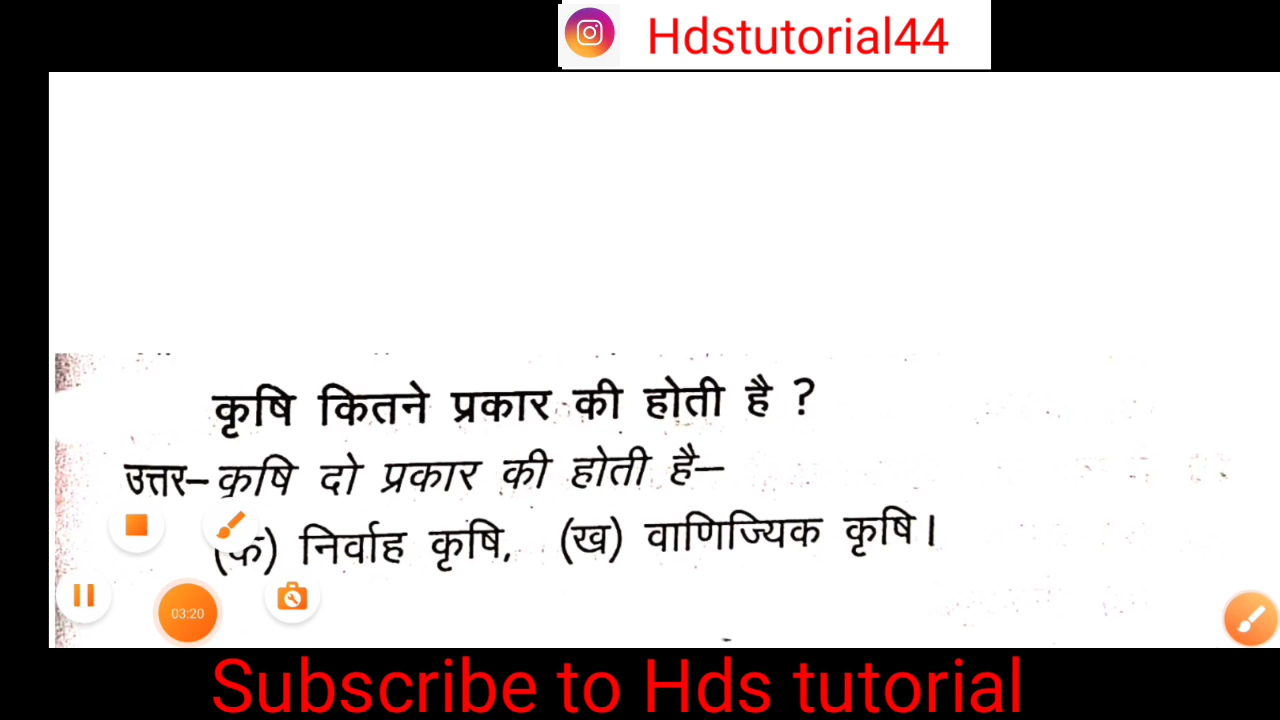 Hdstutorial44
कृषि कितने प्रकार की होती है ?
उत्तर– कृषि दो प्रकार की होती है–
(क) निर्वाह कृषि, (ख) वाणिज्यिक कृषि।
03:20
Subscribe to Hds tutorial